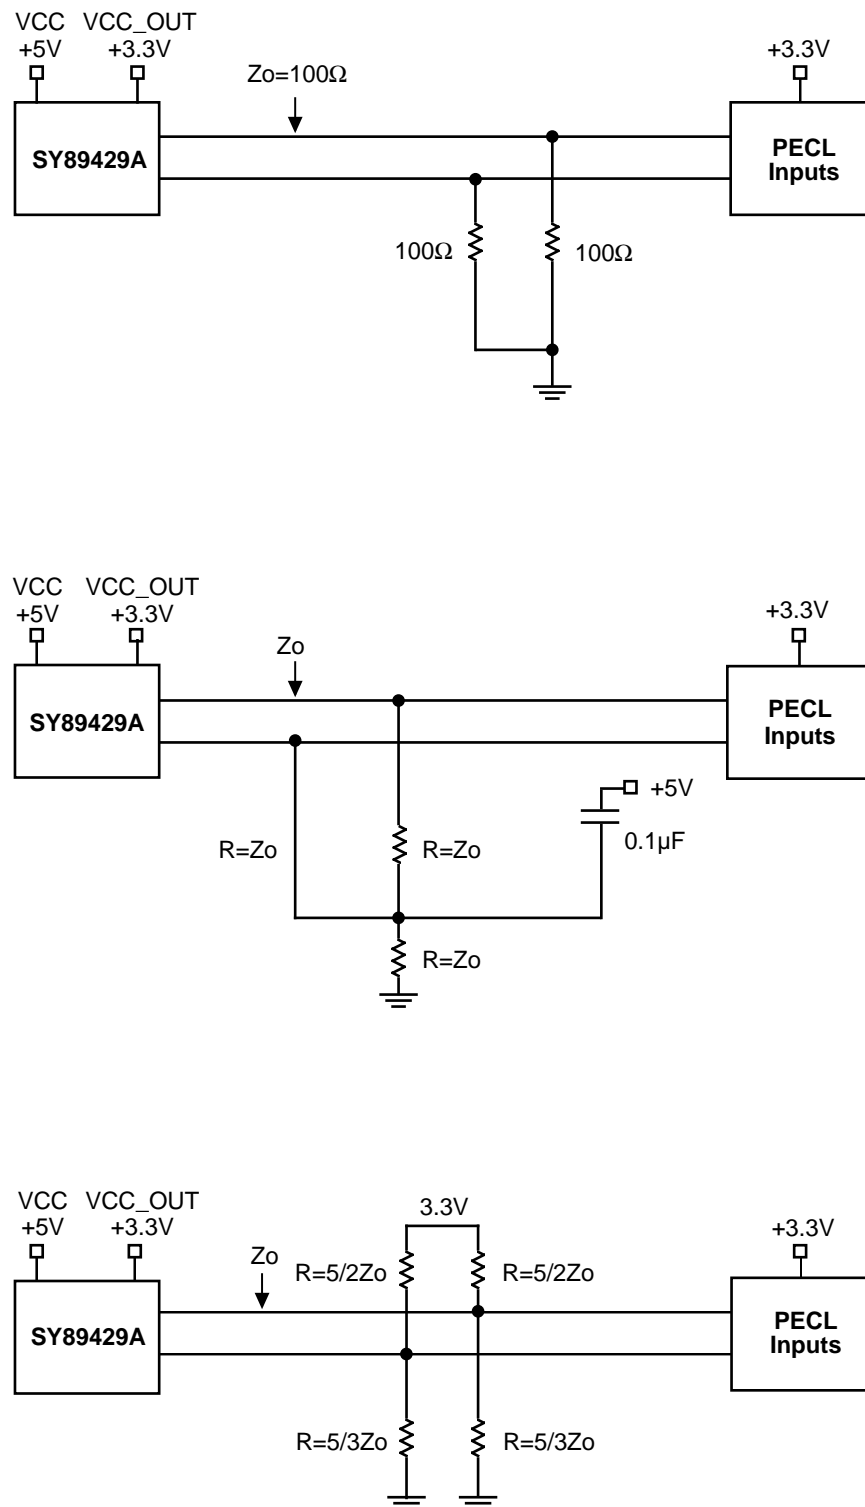 VCC VCC_OUT
+5V +3.3V
+3.3V
Zo=100Ω
SY89429A
PECL
Inputs
100Ω
100Ω
VCC VCC_OUT
+5V +3.3V
+3.3V
Zo
SY89429A
PECL
Inputs
+5V
0.1µF
R=Zo
R=Zo
R=Zo
VCC VCC_OUT
+5V +3.3V
3.3V
+3.3V
Zo
R=5/2Zo
R=5/2Zo
SY89429A
PECL
Inputs
R=5/3Zo
R=5/3Zo